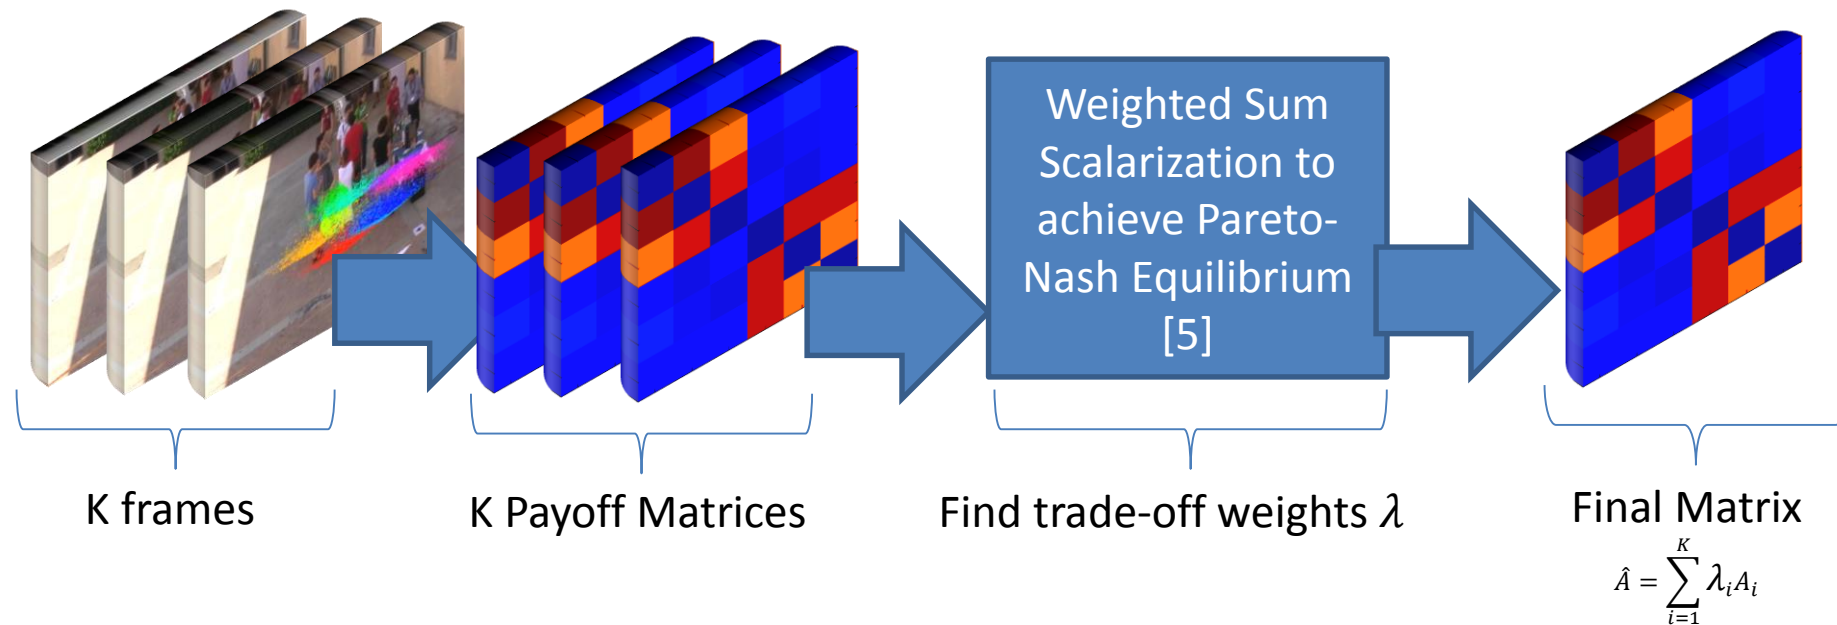 Weighted Sum
Scalarization to
achieve Pareto-
Nash Equilibrium
[5]
K frames
K Payoff Matrices
Find trade-off weights λ
Final Matrix
Â = ∑_{i=1}^{K} λ_i A_i